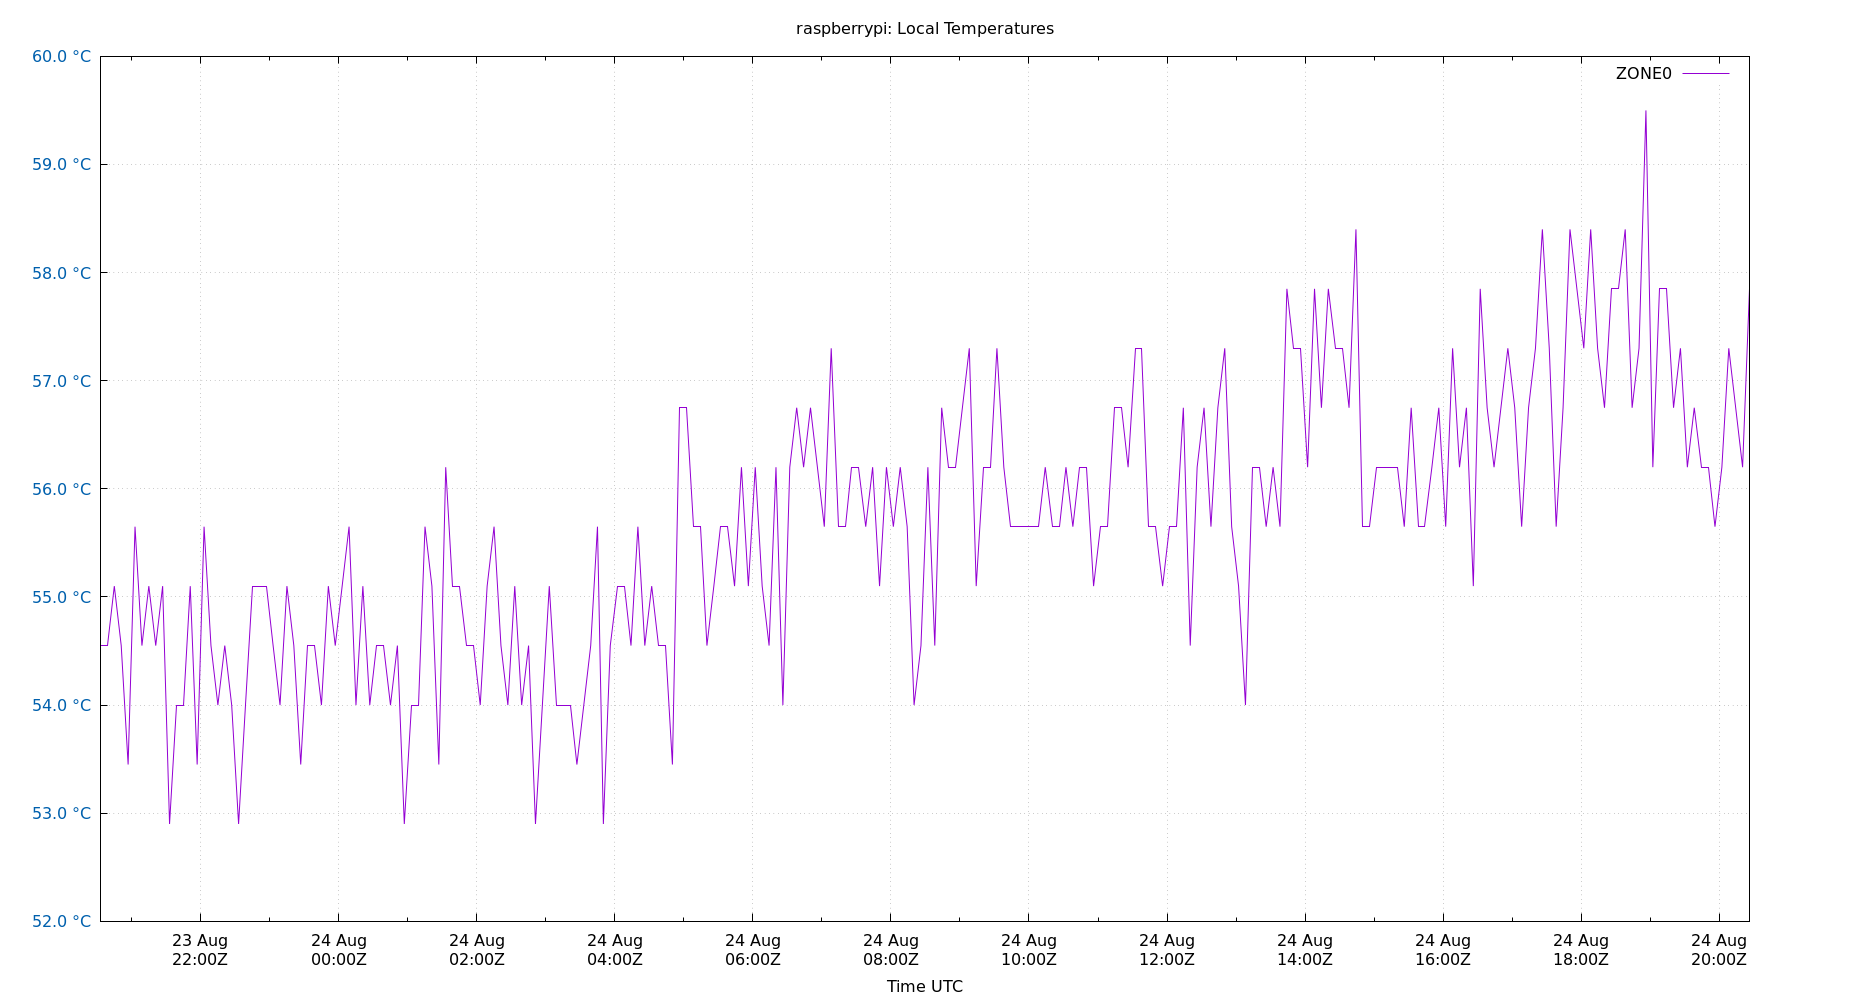 raspberrypi: Local Temperatures
ZONE0
60.0 °C
59.0 °C
58.0 °C
57.0 °C
56.0 °C
55.0 °C
54.0 °C
53.0 °C
52.0 °C
23 Aug 24 Aug 24 Aug 24 Aug 24 Aug 24 Aug 24 Aug 24 Aug 24 Aug 24 Aug 24 Aug 24 Aug
22:00Z 00:00Z 02:00Z 04:00Z 06:00Z 08:00Z 10:00Z 12:00Z 14:00Z 16:00Z 18:00Z 20:00Z
Time UTC